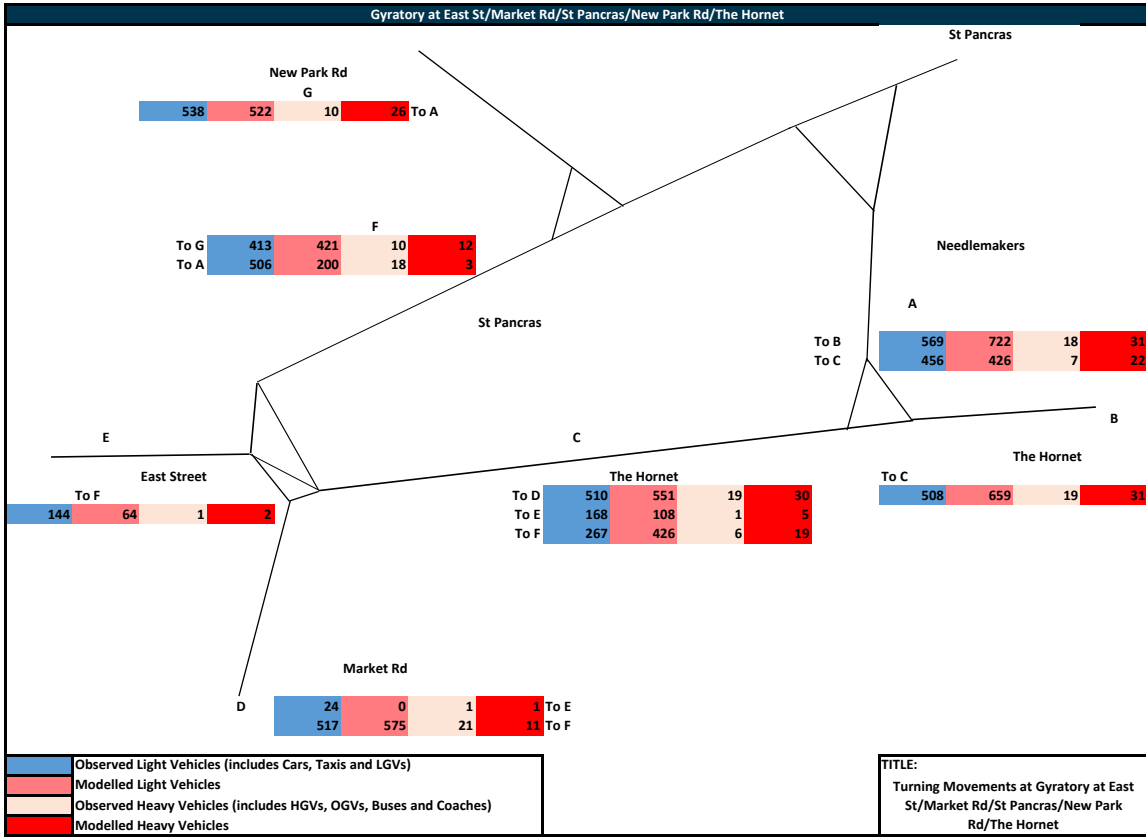 Gyratory at East St/Market Rd/St Pancras/New Park Rd/The Hornet
St Pancras
New Park Rd
G
538 522 10 26 To A
F
To G 413 421 10 12
To A 506 200 18 3
Needlemakers
A
St Pancras
To B 569 722 18 31
To C 456 426 7 22
B
E
C
East Street
The Hornet
The Hornet
To F
To C 508 659 19 31
144 64 1 2
To D 510 551 19 30
To E 168 108 1 5
To F 267 426 6 19
Market Rd
D
24 0 1 1 To E
517 575 21 11 To F
Observed Light Vehicles (includes Cars, Taxis and LGVs)
Modelled Light Vehicles
Observed Heavy Vehicles (includes HGVs, OGVs, Buses and Coaches)
Modelled Heavy Vehicles
TITLE:
Turning Movements at Gyratory at East
St/Market Rd/St Pancras/New Park
Rd/The Hornet